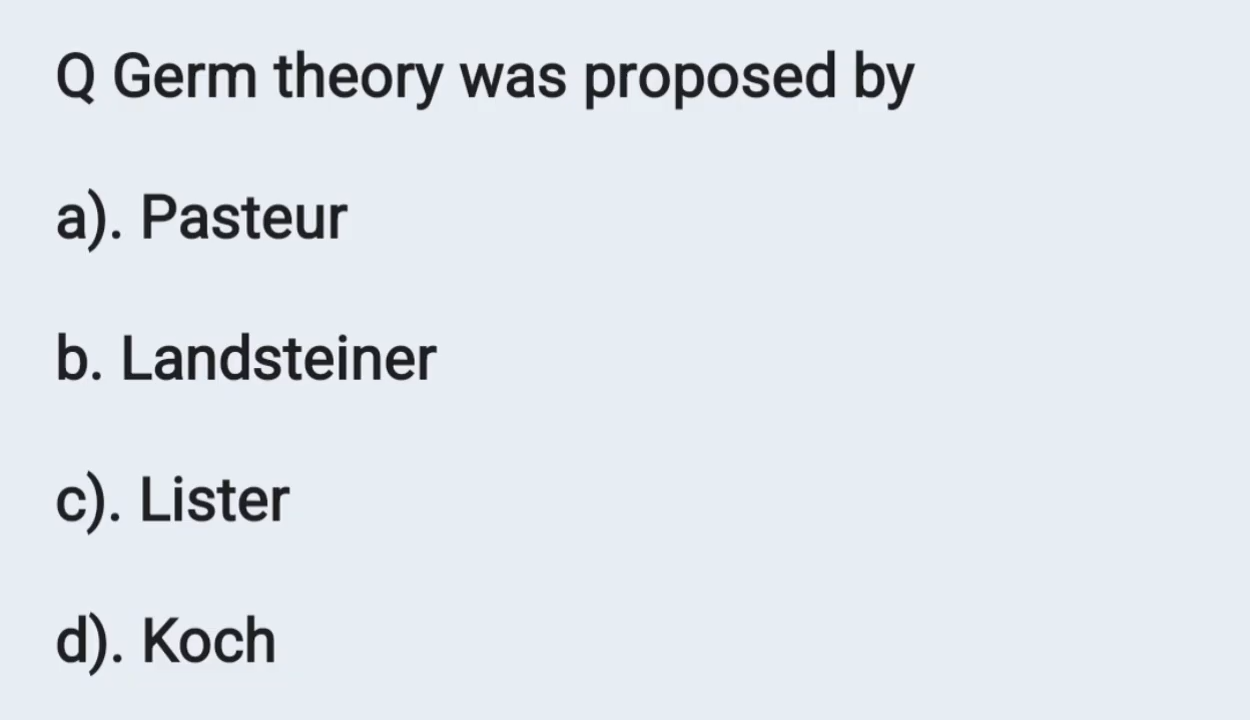 Q Germ theory was proposed by
a). Pasteur
b. Landsteiner
c). Lister
d). Koch